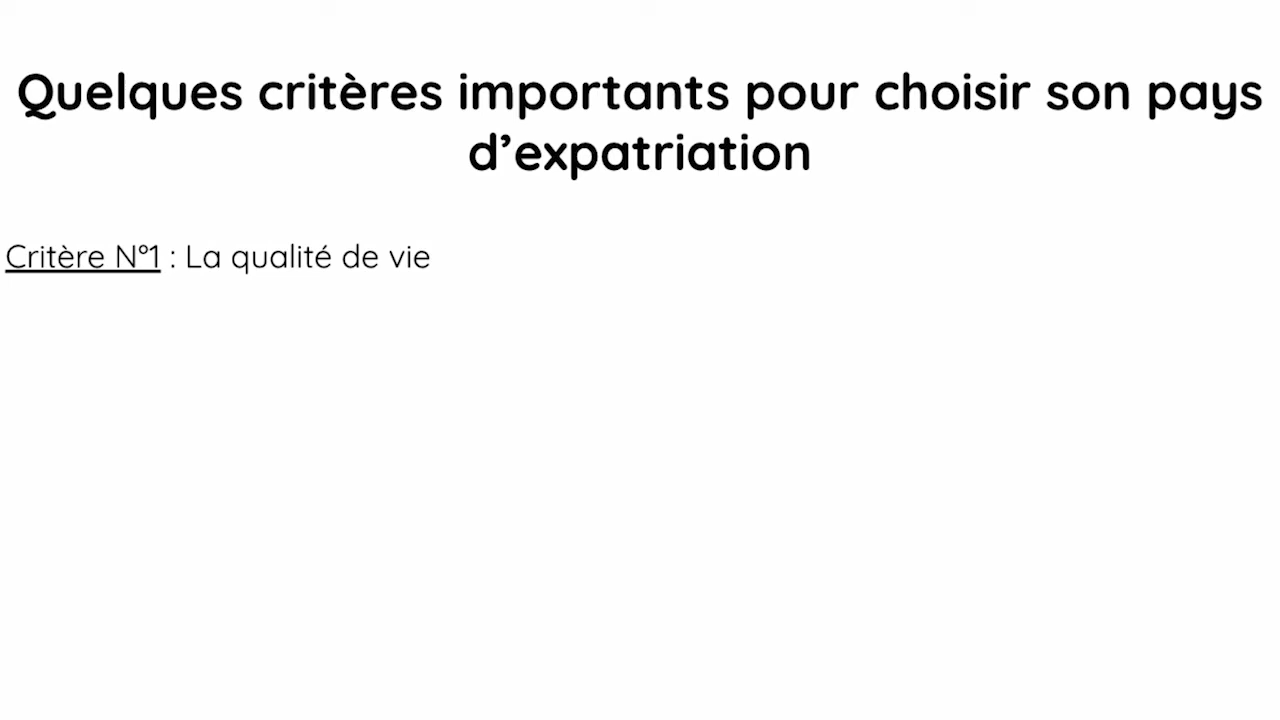 Quelques critères importants pour choisir son pays
d’expatriation
Critère N°1 : La qualité de vie